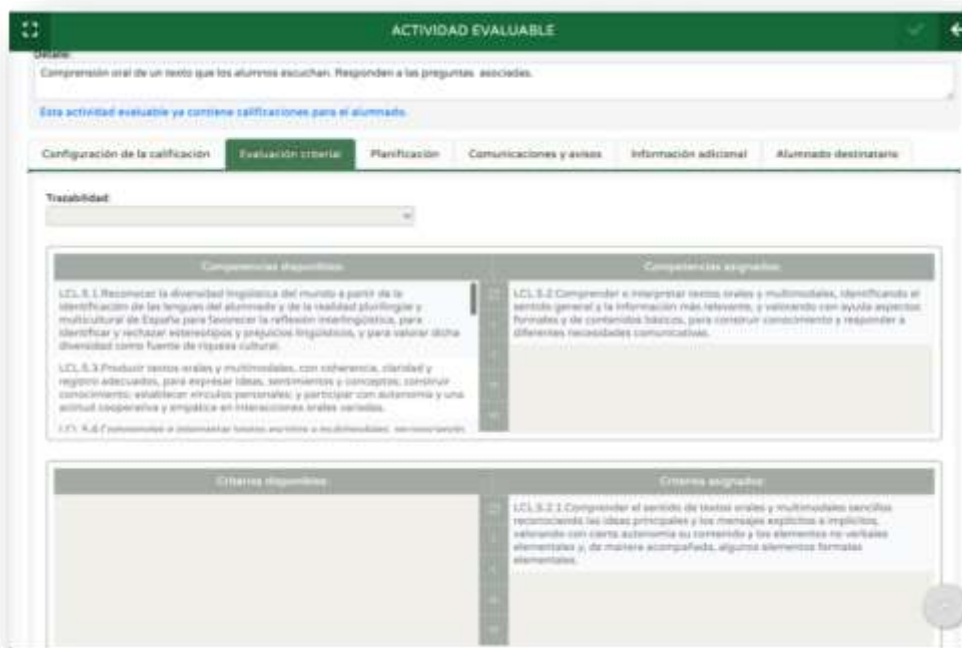 ACTIVIDAD EVALUABLE
Detalle:
Comprensión oral de un texto que los alumnos escuchan. Responden a las preguntas asociadas.
Esta actividad evaluable ya contiene calificaciones para el alumnado.
Configuración de la calificación Evaluación criterial Planificación Comunicaciones y avisos Información adicional Alumnado destinatario
Trazabilidad:
Competencias disponibles Competencias asignadas
LCL.5.1.Reconocer la diversidad lingüística del mundo a partir de la
identificación de las lenguas del alumnado y de la realidad plurilingüe y
multicultural de España para favorecer la reflexión interlingüística, para
identificar y rechazar estereotipos y prejuicios lingüísticos, y para valorar dicha
diversidad como fuente de riqueza cultural.
LCL.5.3.Producir textos orales y multimodales, con coherencia, claridad y
registro adecuados, para expresar ideas, sentimientos y conceptos; construir
conocimiento; establecer vínculos personales; y participar con autonomía y una
actitud cooperativa y empática en interacciones orales variadas.
LCL.5.4.Comprender e interpretar textos escritos y multimodales, reconociendo
LCL.5.2.Comprender e interpretar textos orales y multimodales, identificando el
sentido general y la información más relevante, y valorando con ayuda aspectos
formales y de contenidos básicos, para construir conocimiento y responder a
diferentes necesidades comunicativas.
Criterios disponibles Criterios asignados
LCL.5.2.1.Comprender el sentido de textos orales y multimodales sencillos
reconociendo las ideas principales y los mensajes explícitos e implícitos,
valorando con cierta autonomía su contenido y los elementos no verbales
elementales y, de manera acompañada, algunos elementos formales
elementales.